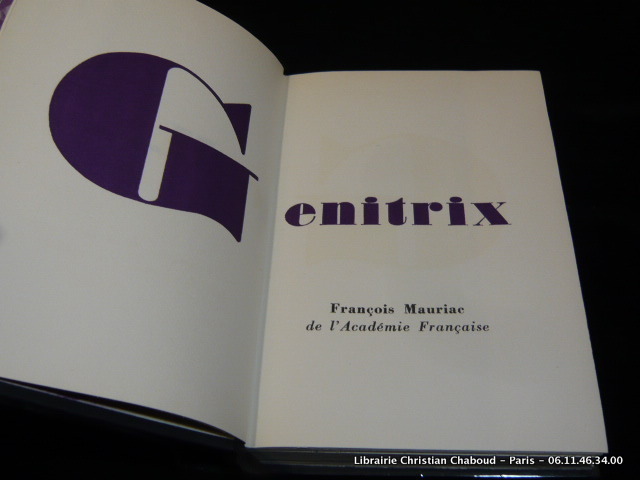 Genitrix
François Mauriac
de l'Académie Française
Librairie Christian Chaboud - Paris - 06.11.46.34.00